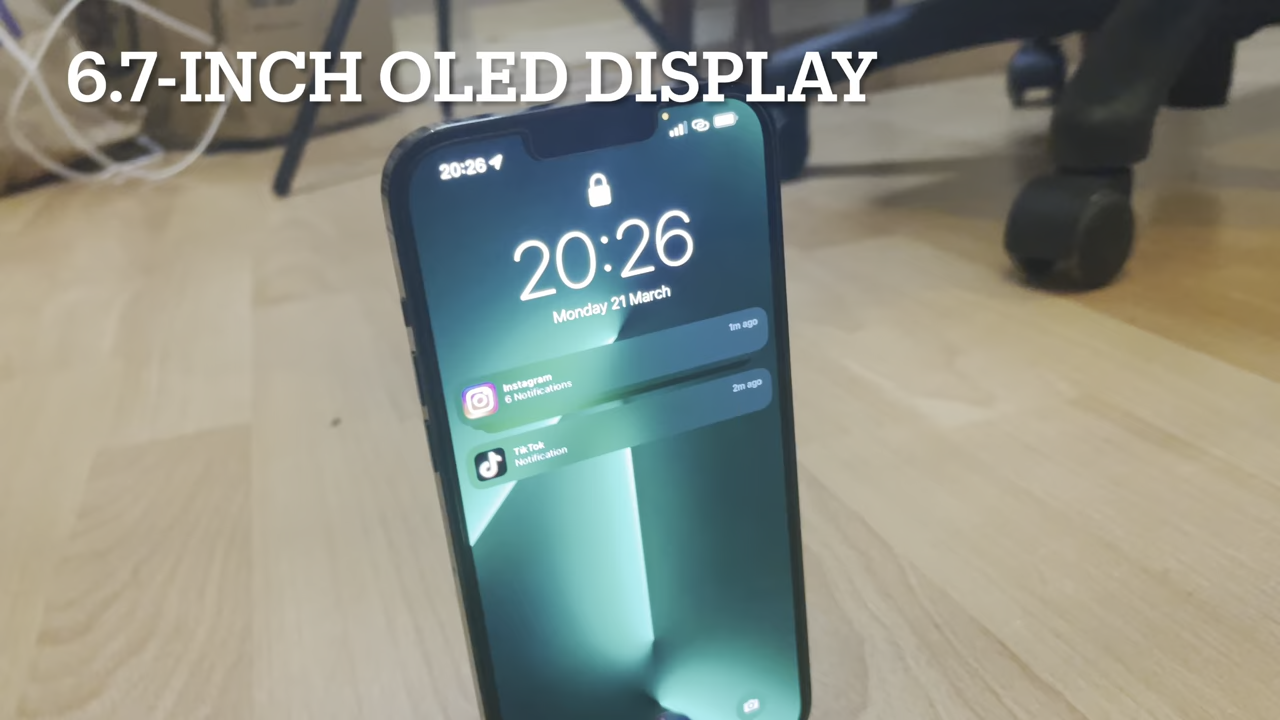 6.7-INCH OLED DISPLAY
20:26
20:26
Monday 21 March
1m ago
Instagram
6 Notifications
2m ago
TikTok
Notification